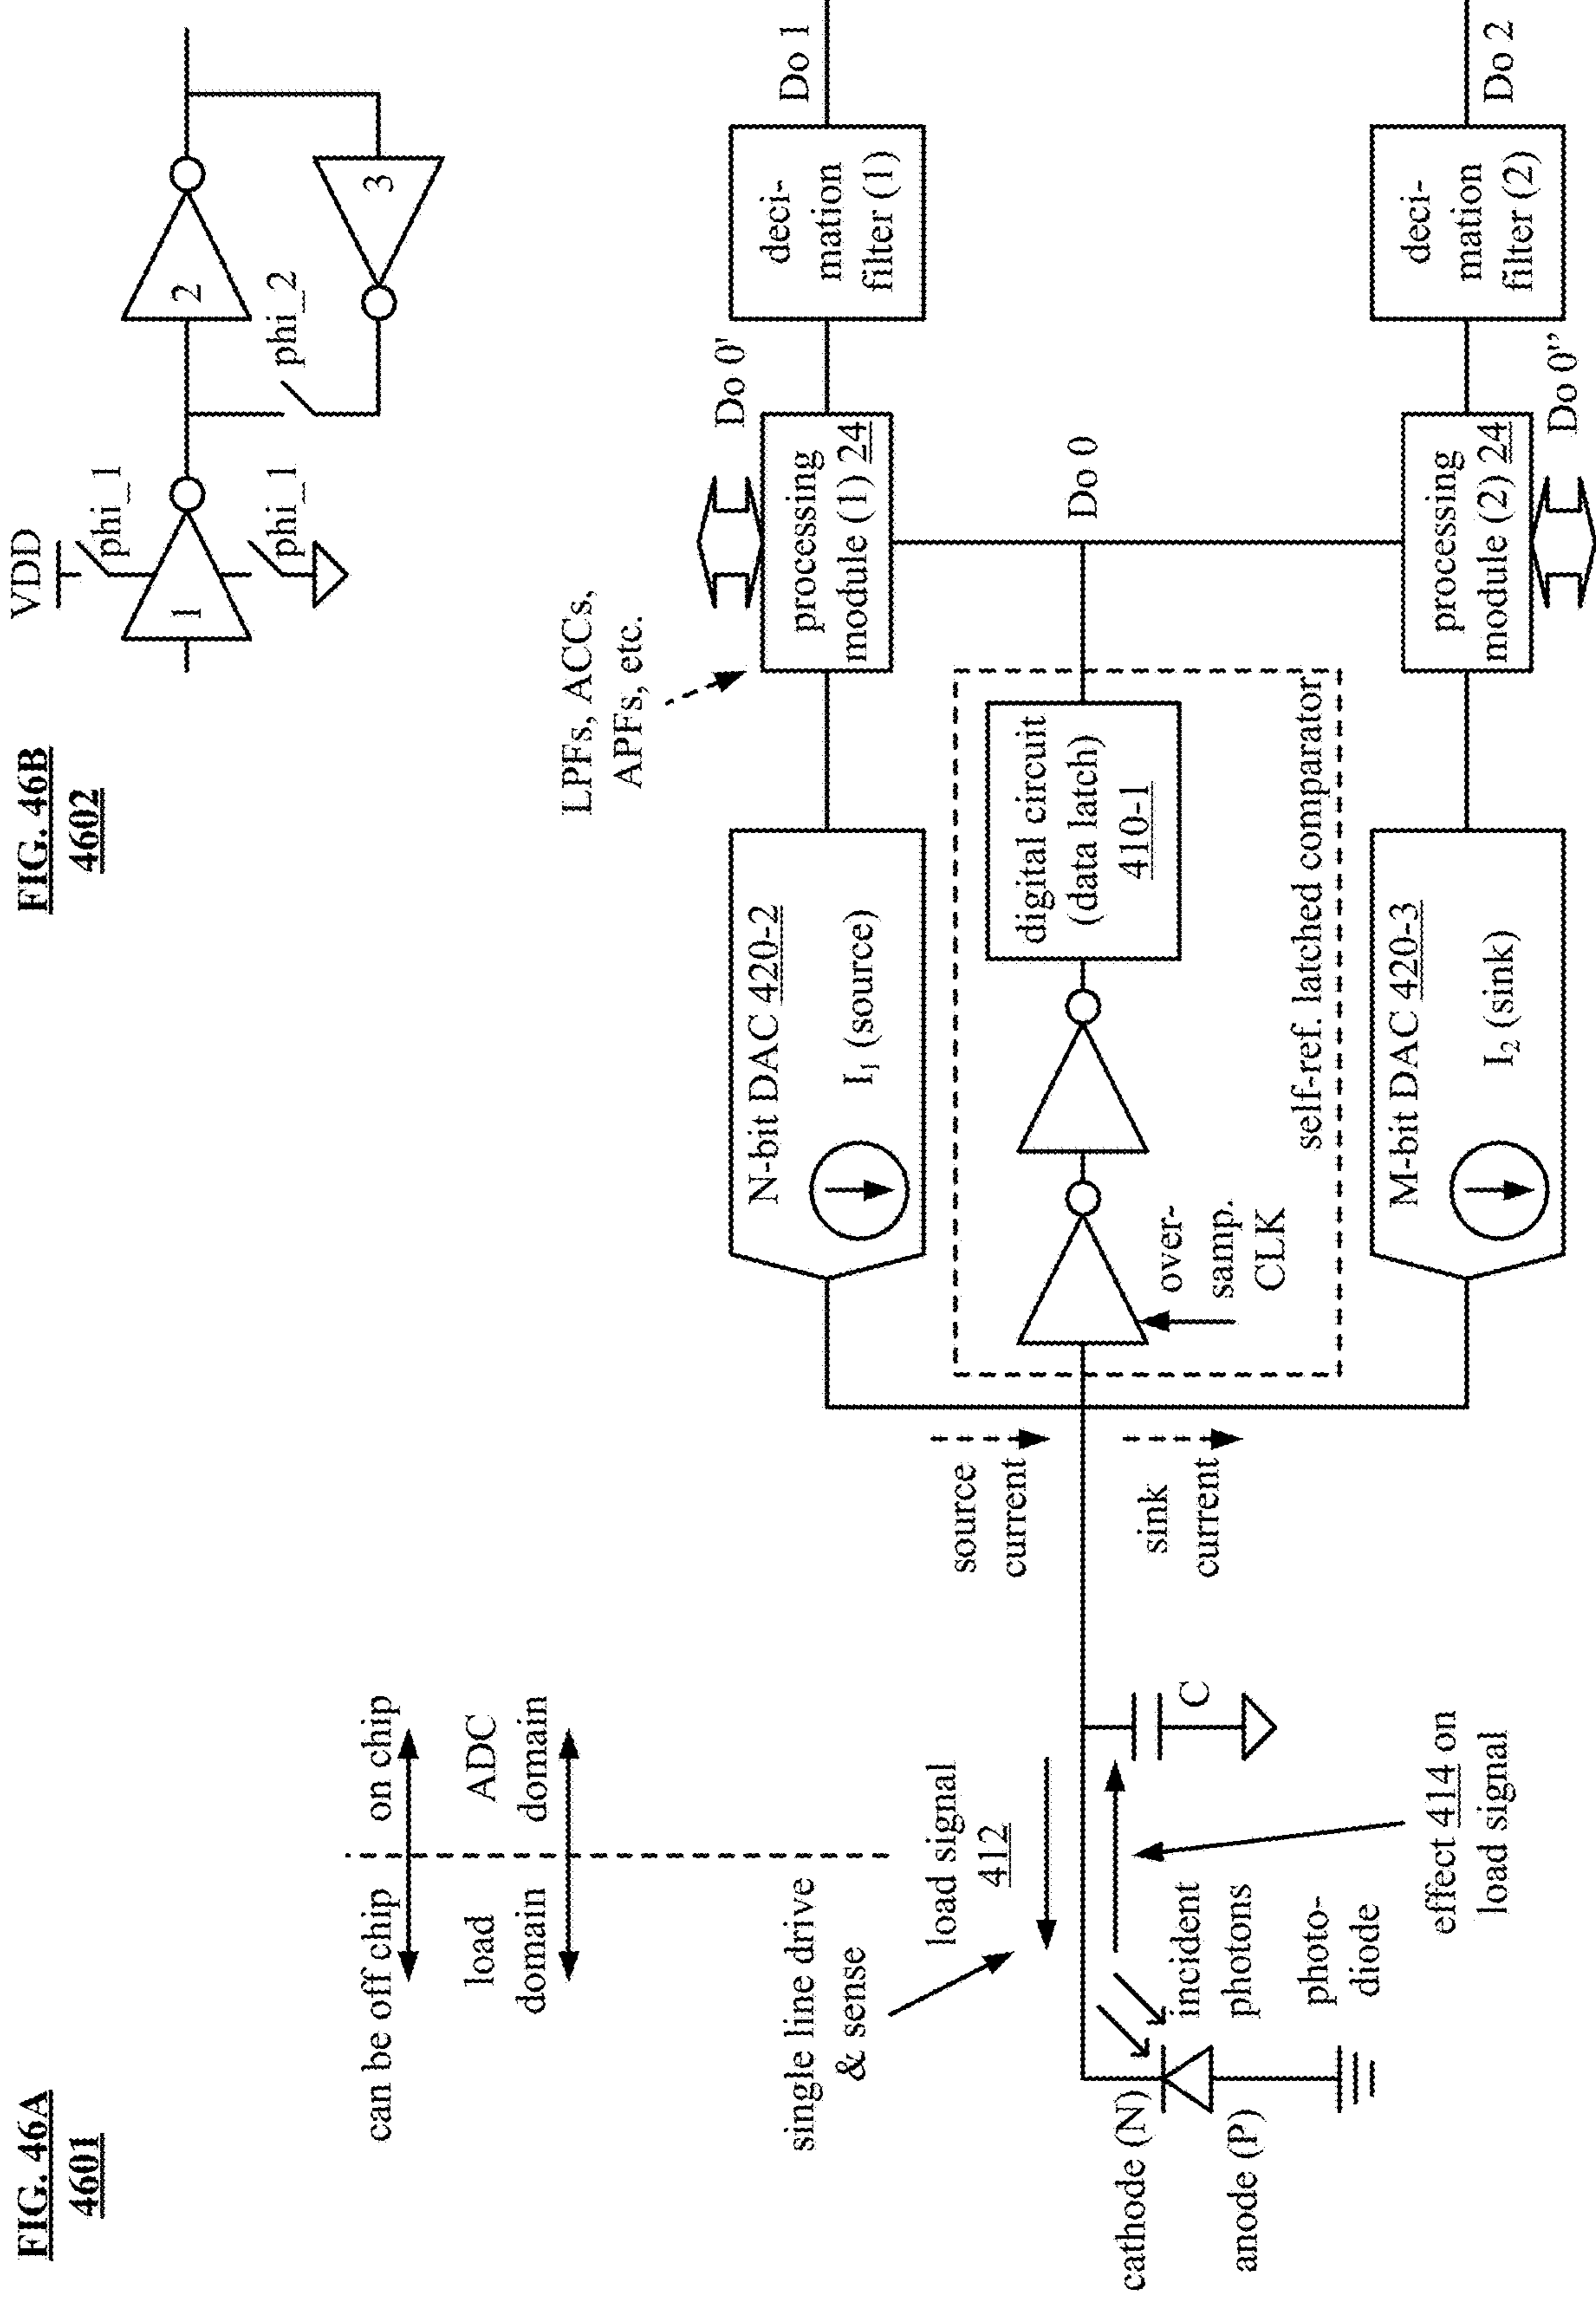 FIG. 46A
4601
can be off chip
on chip
load
domain
ADC
domain
single line drive
& sense
load signal
412
cathode (N)
anode (P)
incident
photons
photo-
diode
effect 414 on
load signal
C
source
current
sink
current
N-bit DAC 420-2
I1 (source)
over-
samp.
CLK
digital circuit
(data latch)
410-1
self-ref. latched comparator
M-bit DAC 420-3
I2 (sink)
LPFs, ACCs,
APFs, etc.
processing
module (1) 24
Do 0'
Do 0
processing
module (2) 24
Do 0”
deci-
mation
filter (1)
Do 1
deci-
mation
filter (2)
Do 2
FIG. 46B
4602
VDD
phi_1
1
phi_1
2
phi_2
3